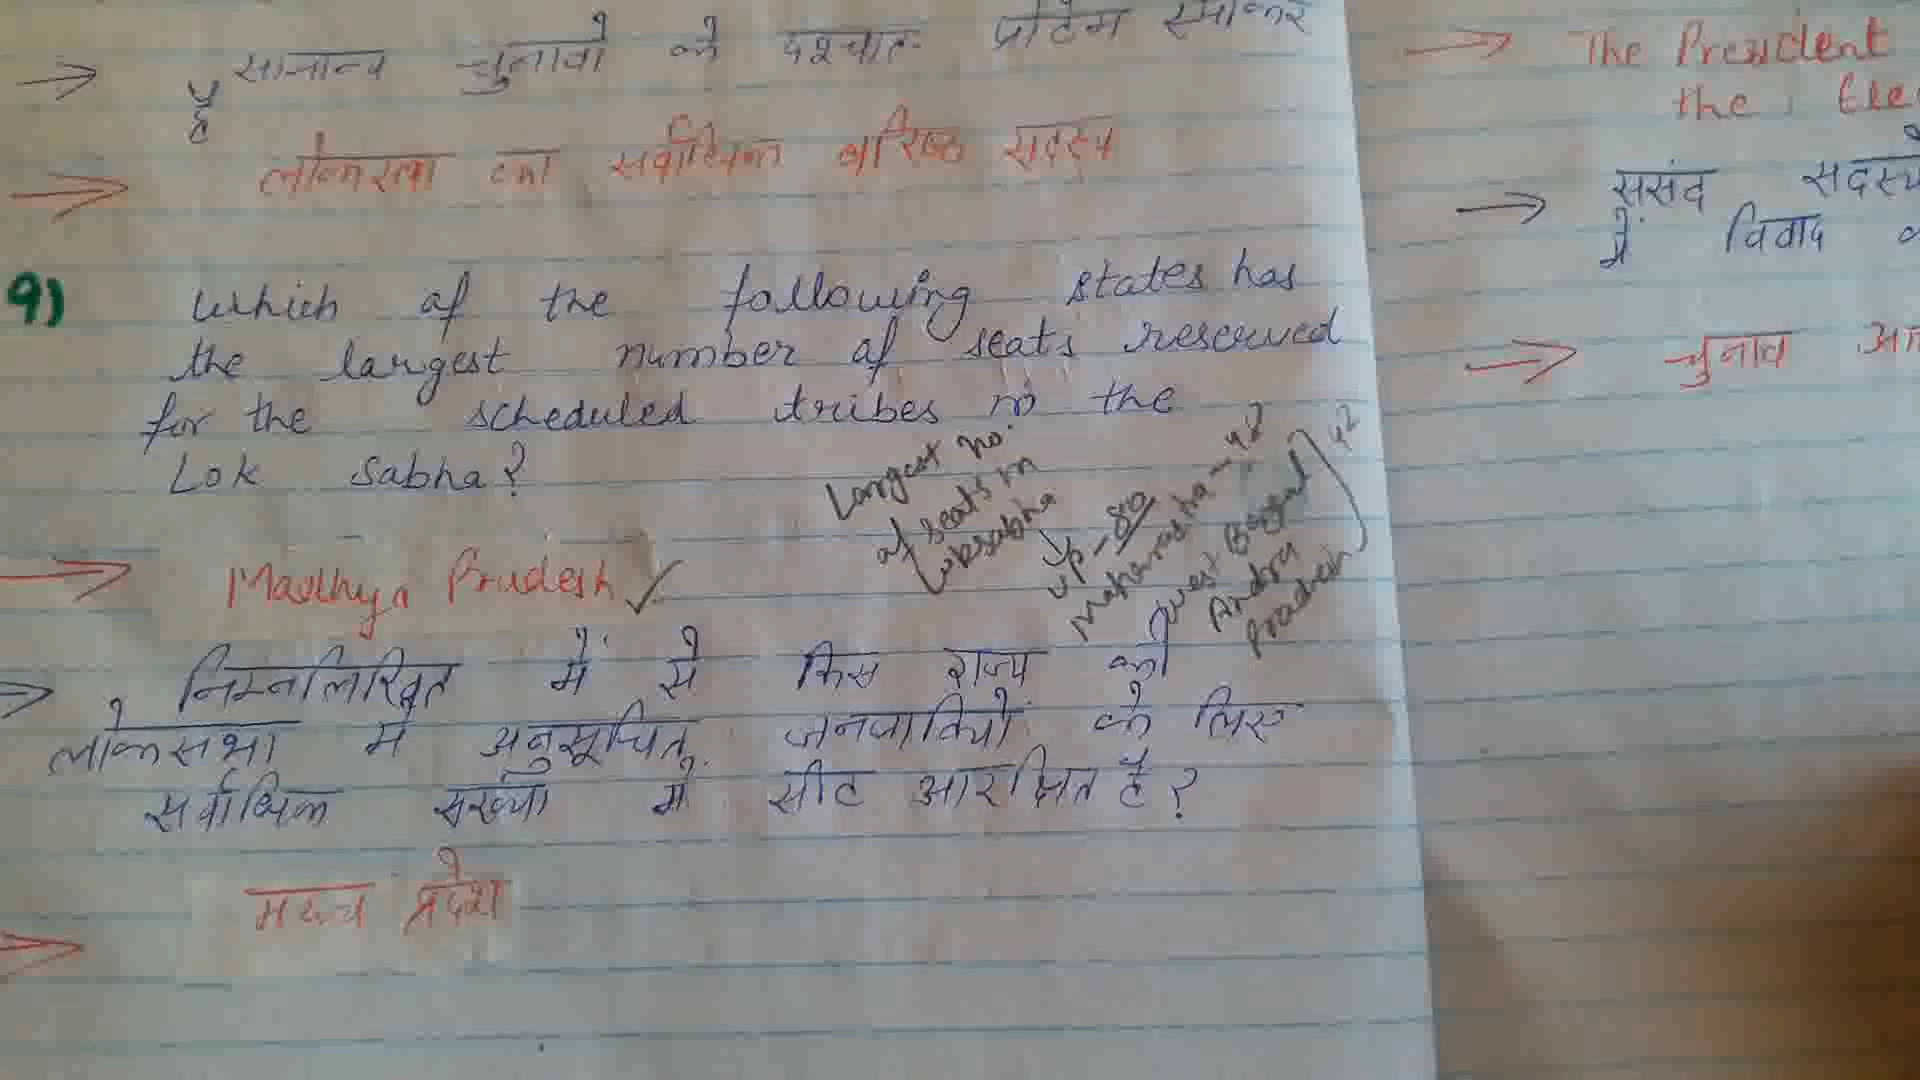 → सामान्य चुनावों के पश्चात प्रोटेम स्पीकर
है
→ लोकसभा का सर्वाधिक वरिष्ठ सदस्य
9) Which of the following states has
the largest number of seats reserved
for the scheduled tribes in the
Lok Sabha?
Largest no.
of seats in
Loksabha
UP - 80
Maharashtra - 48
West Bengal
Andra
Pradesh
42
→ Madhya Pradesh ✓
→ निम्नलिखित में से किस राज्य की
लोकसभा में अनुसूचित जनजातियों के लिए
सर्वाधिक संख्या में सीट आरक्षित है?
→ मध्य प्रदेश
→ The President
the Ele
→ संसद सदस्य
में विवाद
→ चुनाव